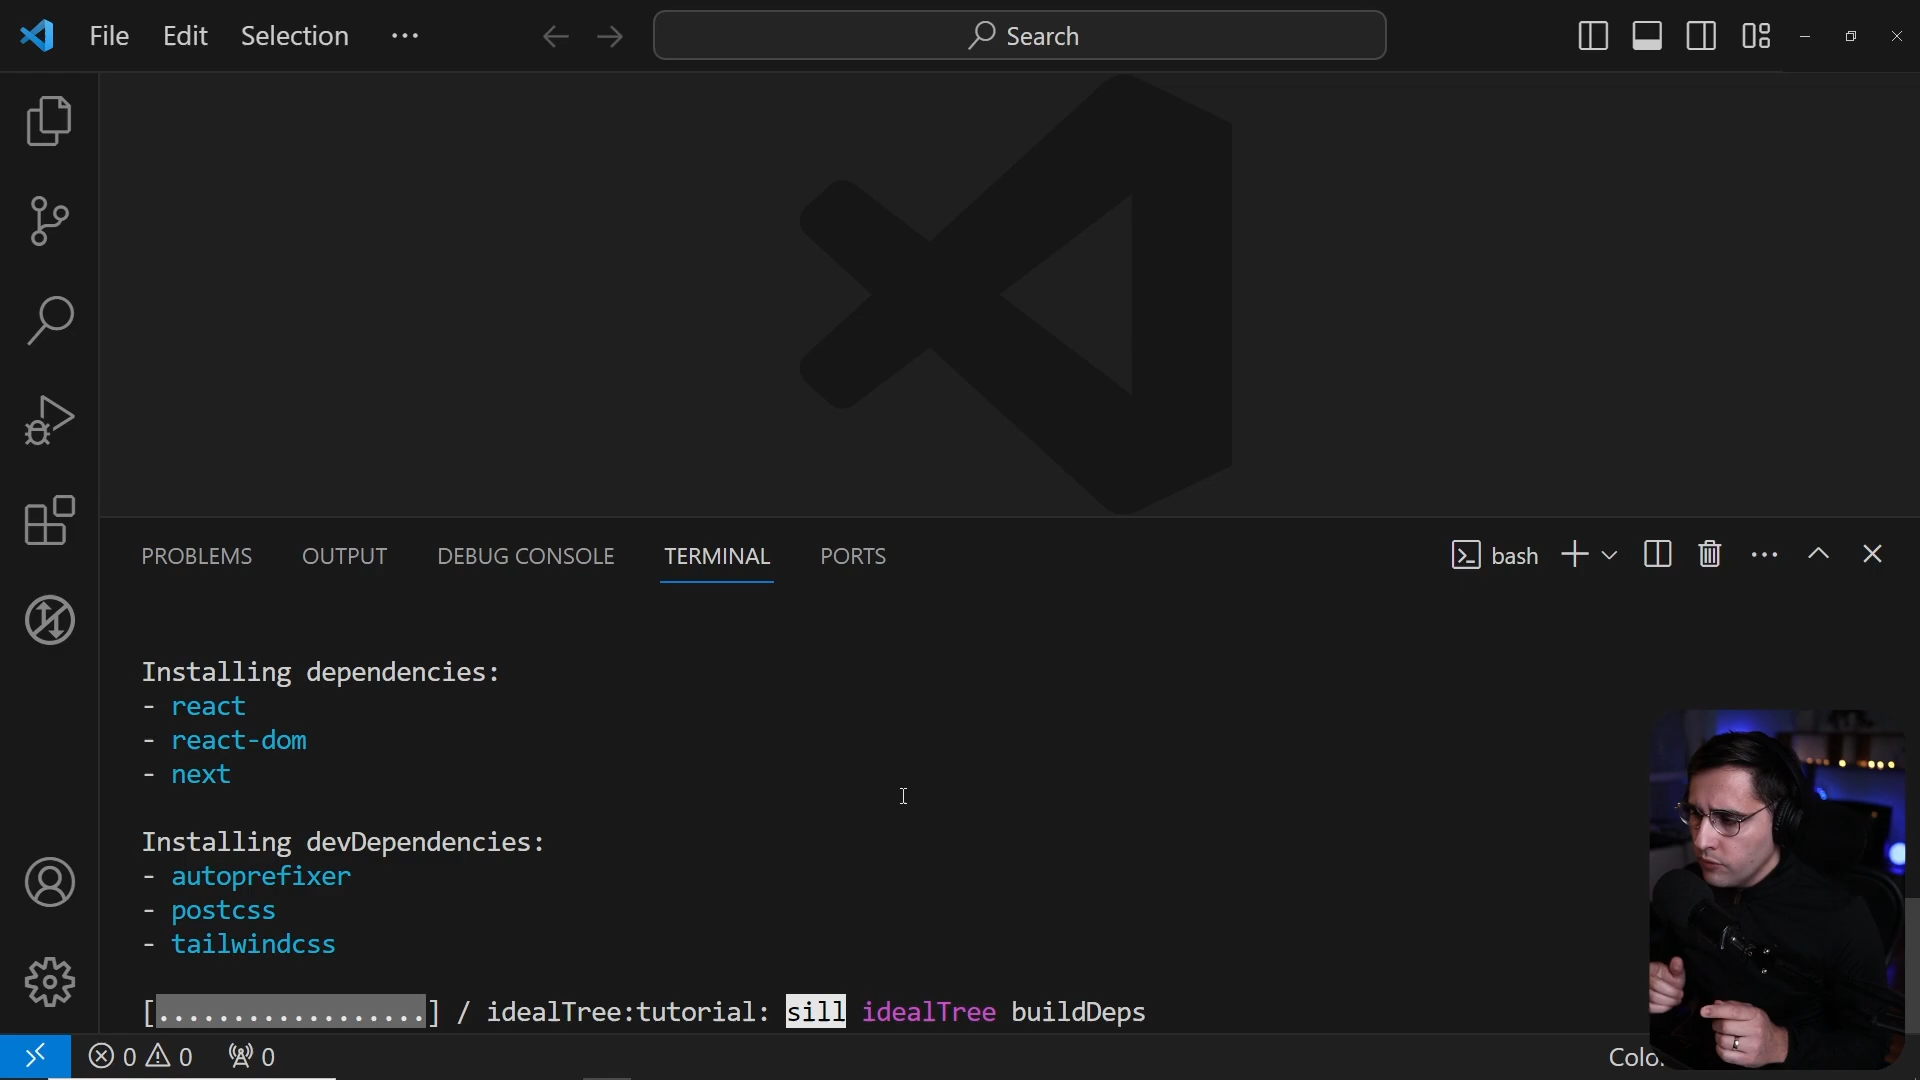 File Edit Selection ···
Search
PROBLEMS OUTPUT DEBUG CONSOLE TERMINAL PORTS
bash
Installing dependencies:
- react
- react-dom
- next
Installing devDependencies:
- autoprefixer
- postcss
- tailwindcss
[..................] / idealTree:tutorial: sill idealTree buildDeps
0 0 0
Colo